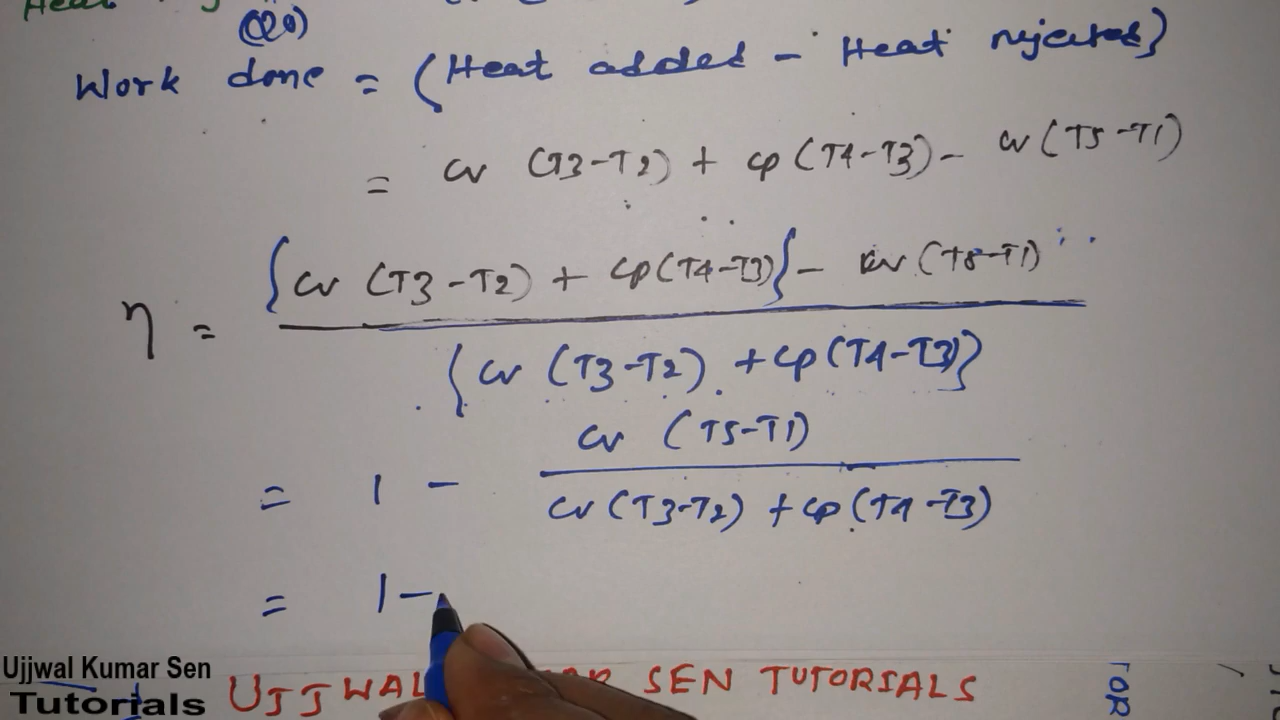 Heat
(Q0)
Work done = (Heat added - Heat rejected)
= cv (T3-T2) + cp (T4-T3) - cv (T5-T1)
{cv (T3-T2) + cp (T4-T3)} - cv (T5-T1)
η =
{cv (T3-T2) + cp (T4-T3)}
cv (T5-T1)
= 1 -
cv (T3-T2) + cp (T4-T3)
= 1 -
Ujjwal Kumar Sen
Tutorials
UJJWAL SEN TUTORIALS